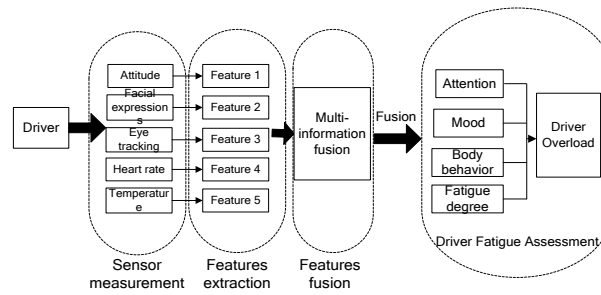 Driver
Attitude
Facial
expression
s
Eye
tracking
Heart rate
Temperatur
e
Sensor
measurement
Feature 1
Feature 2
Feature 3
Feature 4
Feature 5
Features
extraction
Multi-
information
fusion
Features
fusion
Fusion
Attention
Mood
Body
behavior
Fatigue
degree
Driver
Overload
Driver Fatigue Assessment